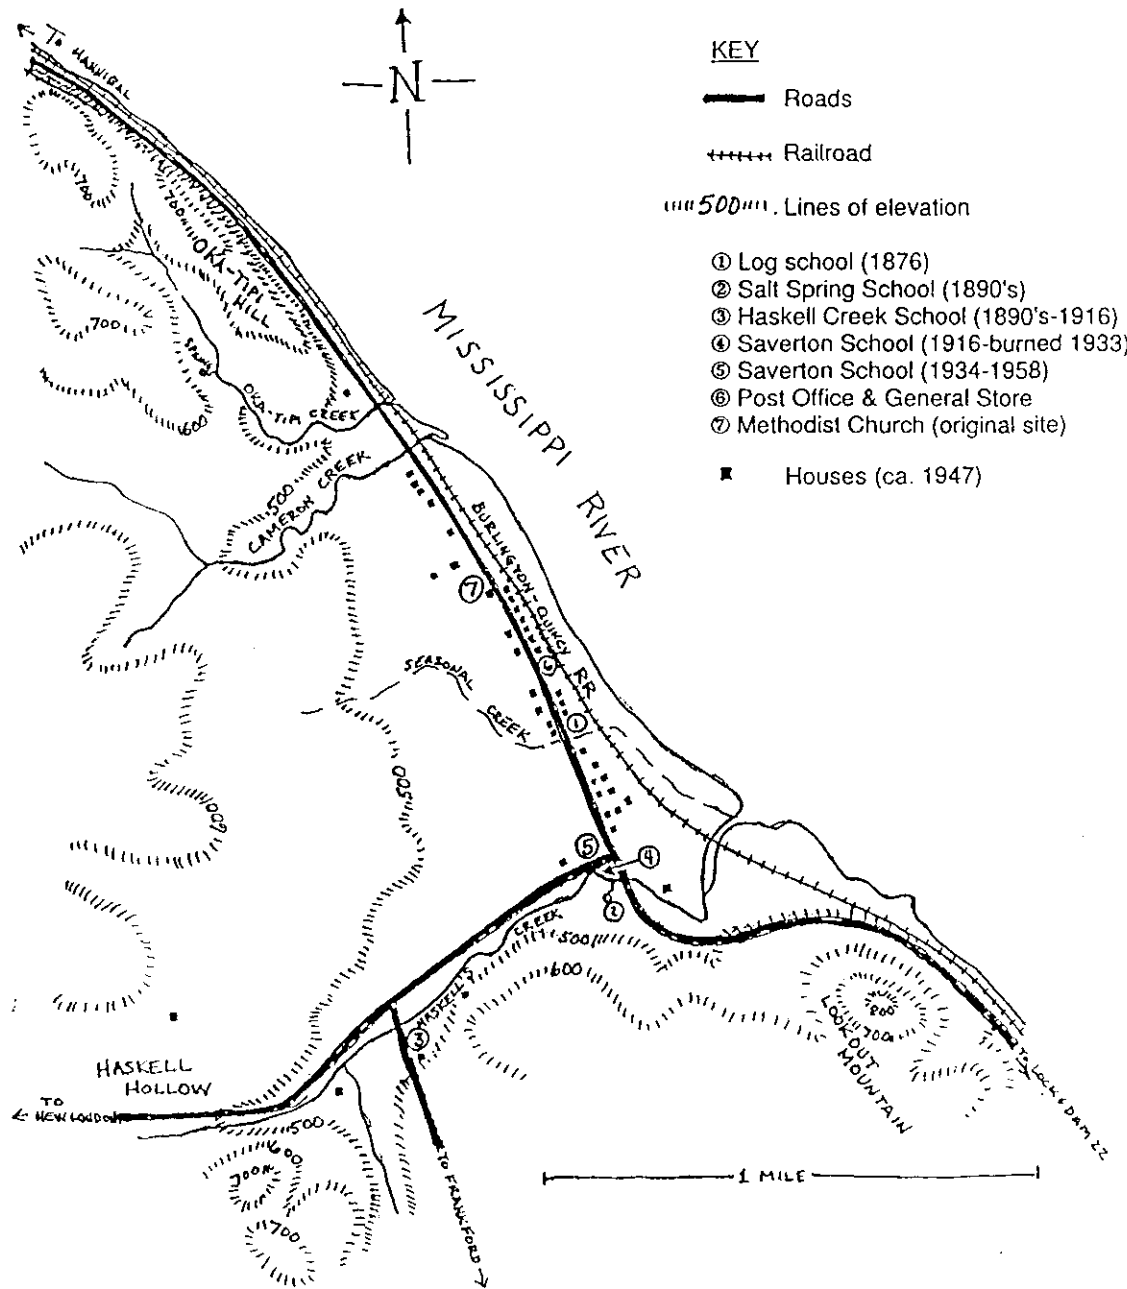 TO HANNIBAL
N
KEY
Roads
Railroad
500 Lines of elevation
① Log school (1876)
② Salt Spring School (1890's)
③ Haskell Creek School (1890's-1916)
④ Saverton School (1916-burned 1933)
⑤ Saverton School (1934-1958)
⑥ Post Office & General Store
⑦ Methodist Church (original site)
Houses (ca. 1947)
700
700
OKA-TIPI
HILL
700
SPRING
OKA-TIPI CREEK
600
500
CAMERON CREEK
MISSISSIPPI
RIVER
BURLINGTON-QUINCY RR
⑦
⑥
SEASONAL
CREEK
①
500
600
⑤
④
②
HASKELL'S
CREEK
500
600
③
800
700
LOOKOUT
MOUNTAIN
HASKELL
HOLLOW
TO
NEW LONDON
TO LOCK & DAM 22
500
600
700
700
TO FRANKFORD
1 MILE